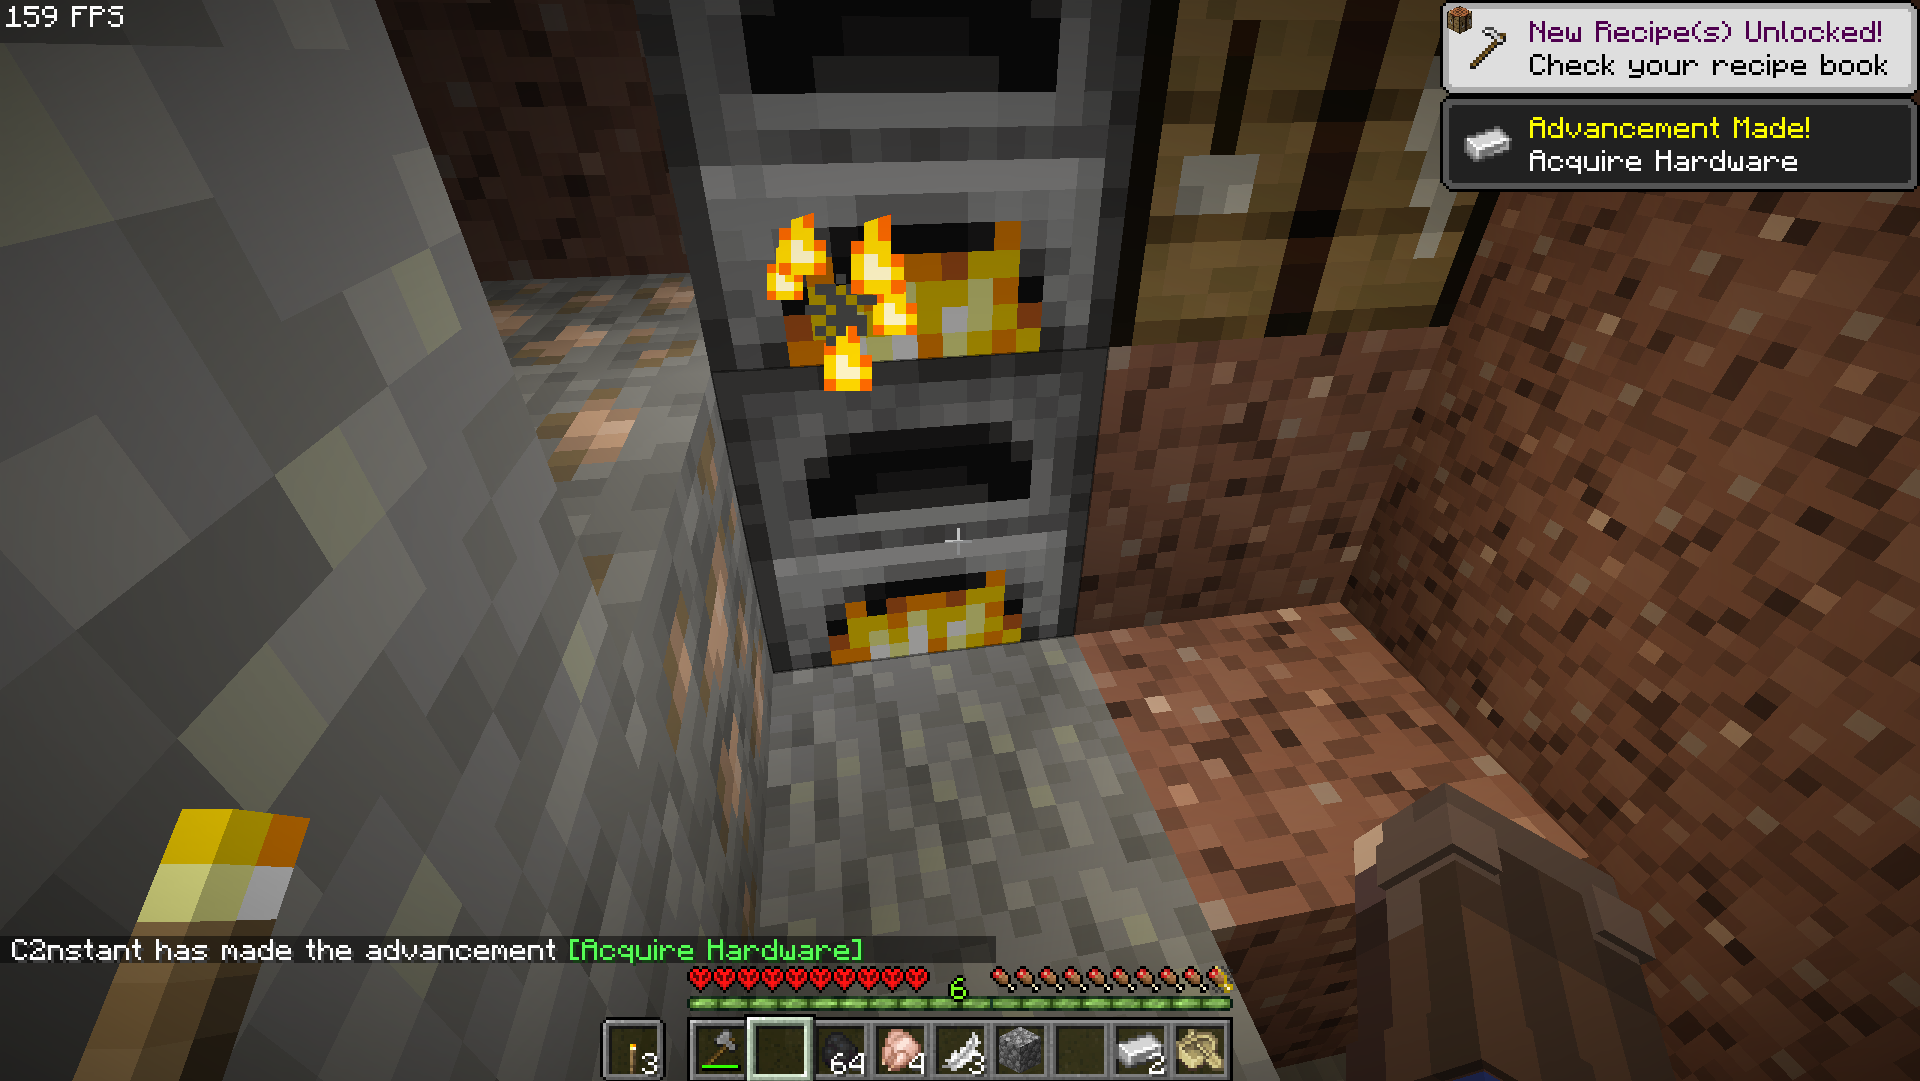 159 FPS
New Recipe(s) Unlocked!
Check your recipe book
Advancement Made!
Acquire Hardware
C2nstant has made the advancement [Acquire Hardware]
6
3
64
4
3
2